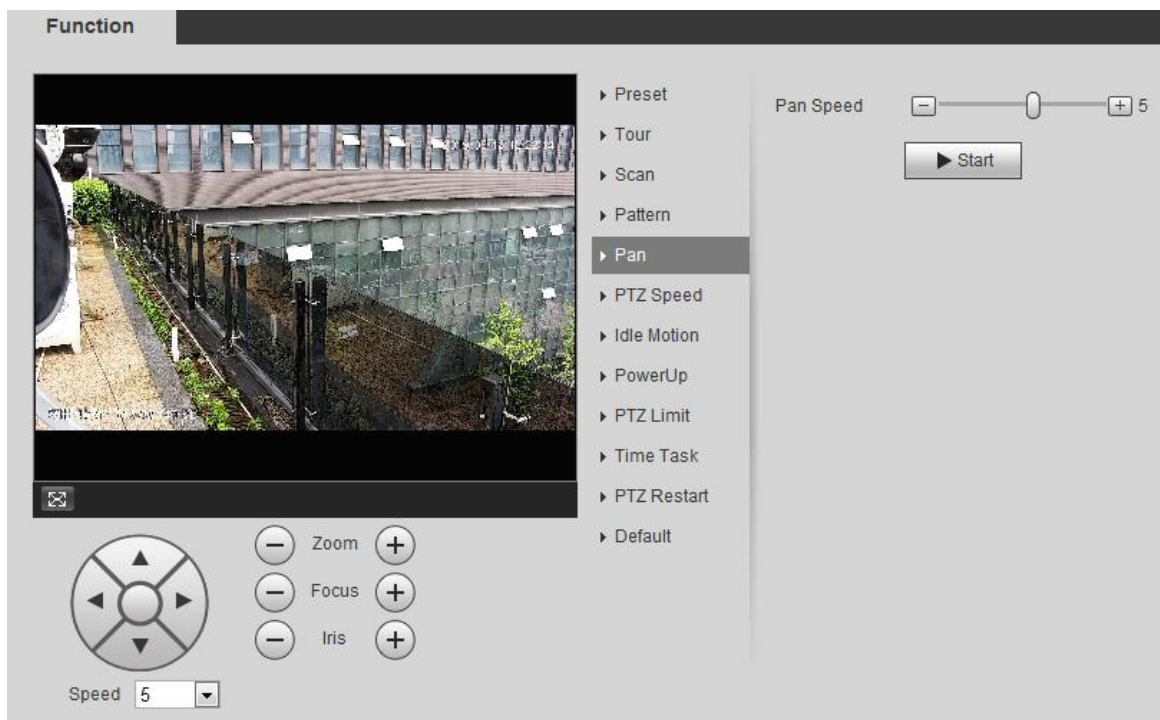 Function
Preset
Tour
Scan
Pattern
Pan
PTZ Speed
Idle Motion
PowerUp
PTZ Limit
Time Task
PTZ Restart
Default
Pan Speed 5
Start
Zoom
Focus
Iris
Speed 5